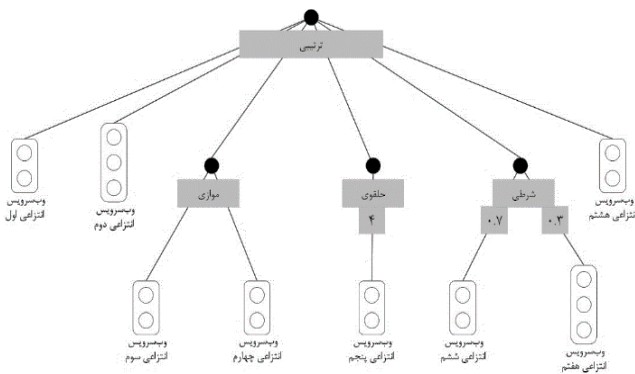 ترتیبی
موازی
حلقوی
شرطی
۴
۰.۷
۰.۳
وب‌سرویس
انتزاعی اول
وب‌سرویس
انتزاعی دوم
وب‌سرویس
نتزاعی هشتم
وب‌سرویس
انتزاعی سوم
وب‌سرویس
انتزاعی چهارم
وب‌سرویس
انتزاعی پنجم
وب‌سرویس
انتزاعی ششم
وب‌سرویس
انتزاعی هفتم